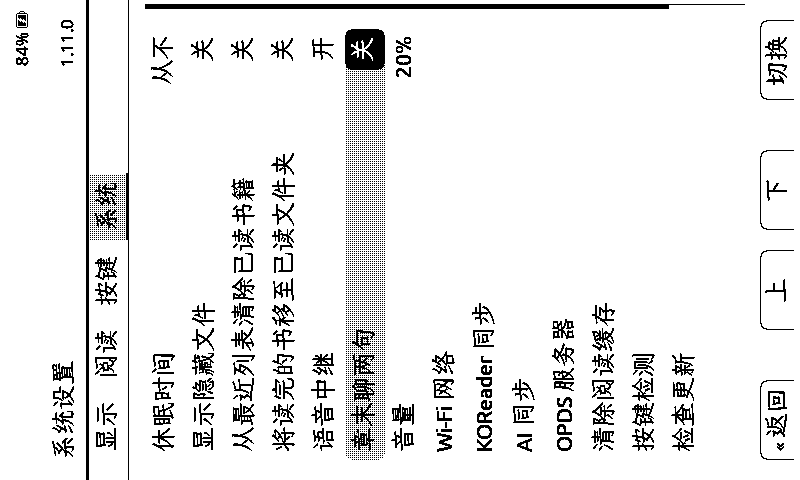 84%
系统设置 1.11.0
显示 阅读 按键 系统
休眠时间 从不
显示隐藏文件 关
从最近列表清除已读书籍 关
将读完的书移至已读文件夹 关
语音中继 开
章末聊两句 关
音量 20%
Wi-Fi 网络
KOReader 同步
AI 同步
OPDS 服务器
清除阅读缓存
按键检测
检查更新
«返回 上 下 切换